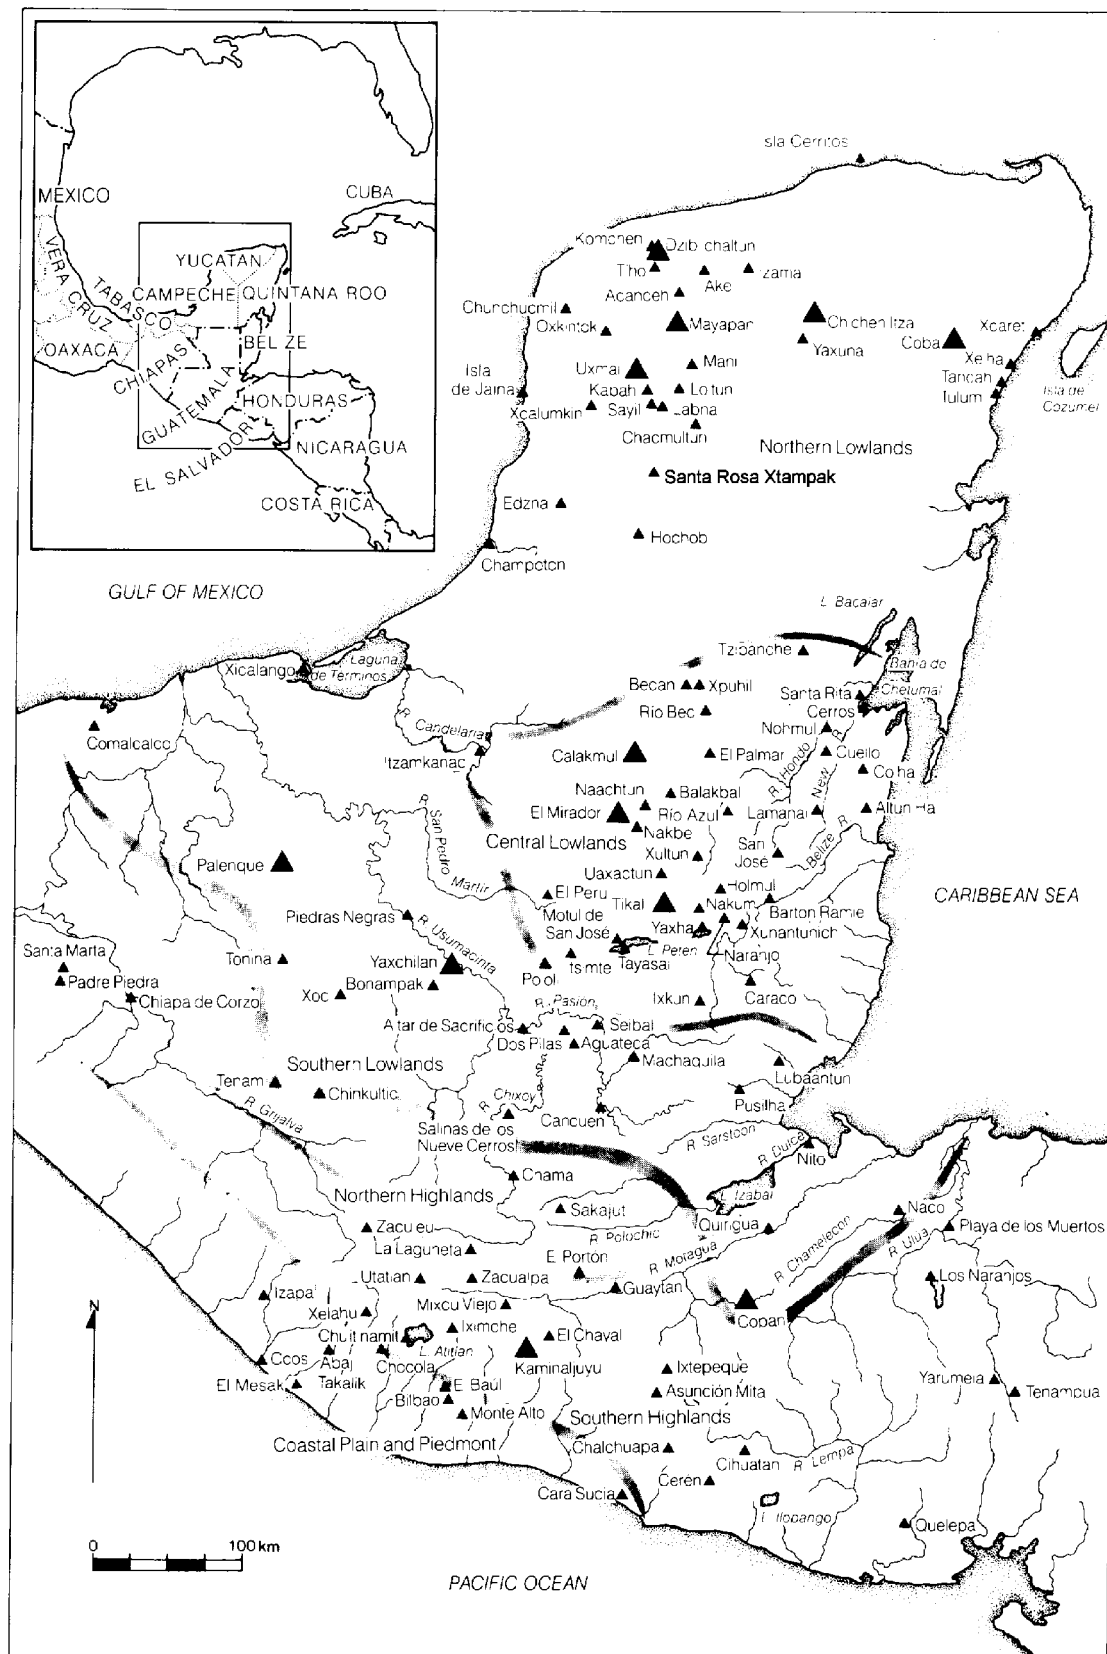 MEXICO
CUBA
VERA CRUZ
TABASCO
YUCATAN
CAMPECHE
QUINTANA ROO
OAXACA
CHIAPAS
BELIZE
GUATEMALA
HONDURAS
EL SALVADOR
NICARAGUA
COSTA RICA
GULF OF MEXICO
Isla Cerritos
Komchen
Dzibilchaltun
T'ho
Ake
Izamal
Acanceh
Chunchucmil
Oxkintok
Mayapan
Chichen Itza
Yaxuna
Coba
Xcaret
Xelha
Tancah
Tulum
Isla de
Cozumel
Isla
de Jaina
Uxmal
Mani
Kabah
Loltun
Xcalumkin
Sayil
Labna
Chacmultun
Northern Lowlands
Santa Rosa Xtampak
Edzna
Hochob
Champoton
L. Bacalar
Tzibanche
Bahia de
Chetumal
Xicalango
Laguna
de Términos
Becan
Xpuhil
Santa Rita
Rio Bec
Cerros
Comalcalco
R. Candelaria
Nohmul
Itzamkanac
Calakmul
El Palmar
R. Hondo
Cuello
Colha
New R.
Naachtun
Balakbal
El Mirador
Río Azul
Lamanai
Altun Ha
R. San Pedro Martir
Nakbe
Central Lowlands
Xultun
San
José
Belize R.
Palenque
Uaxactun
El Peru
Holmul
CARIBBEAN SEA
Tikal
Nakum
Barton Ramie
Piedras Negras
R. Usumacinta
Motul de
San José
Yaxha
Xunantunich
Santa Marta
L. Peten
Naranjo
Padre Piedra
Tonina
Yaxchilan
Tayasal
Chiapa de Corzo
Xoc
Bonampak
Polol
Itsimte
Ixkun
Caraco
R. Pasión
Altar de Sacrificios
Seibal
Dos Pilas
Aguateca
Machaquila
Southern Lowlands
Lubaantun
Tenam
Chinkultic
R. Chixoy
Pusilha
R. Grijalva
Salinas de los
Nueve Cerros
Cancuen
R. Sarstoon
R. Dulce
Nito
Chama
L. Izabal
Northern Highlands
Sakajut
Naco
Zaculeu
R. Polochic
Quirigua
Playa de los Muertos
La Lagunita
R. Motagua
R. Chamelecon
R. Ulua
El Portón
Utatlan
Zacualpa
Guaytan
Los Naranjos
Izapa
Mixcu Viejo
Copan
N
Xelahu
Iximche
Chuitinamit
El Chayal
L. Atitlan
Ocos
Abaj
Takalik
Chocola
Kaminaljuyu
Ixtepeque
El Mesak
El Baúl
Asunción Mita
Yarumela
Tenampua
Bilbao
Monte Alto
Southern Highlands
Coastal Plain and Piedmont
Chalchuapa
Cihuatan
R. Lempa
Cerén
Cara Sucia
L. Ilopango
Quelepa
0 100 km
PACIFIC OCEAN